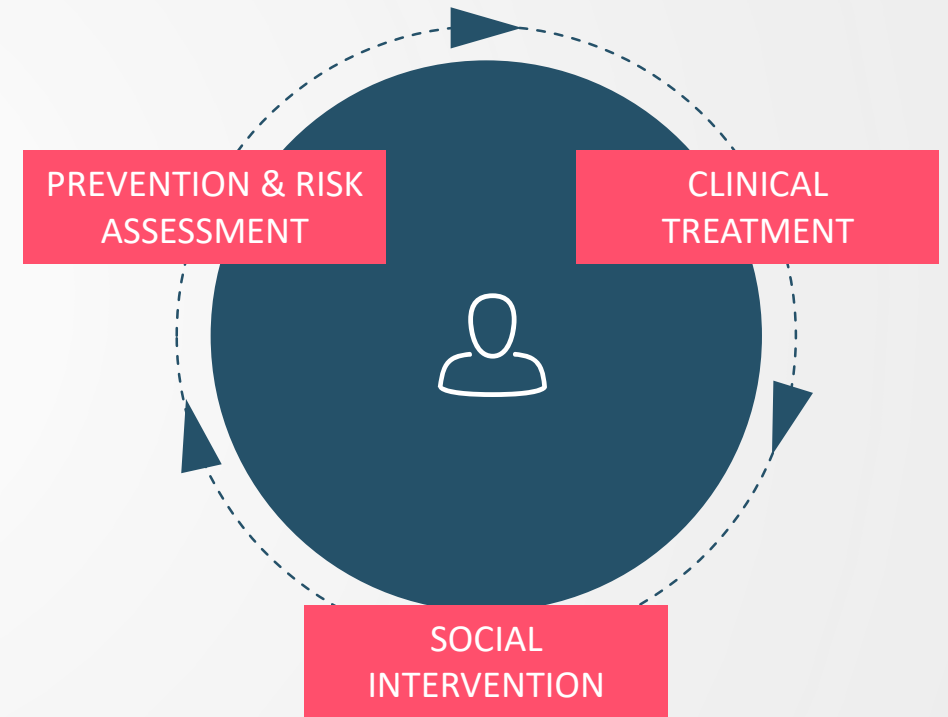 PREVENTION & RISK
ASSESSMENT
CLINICAL
TREATMENT
SOCIAL
INTERVENTION